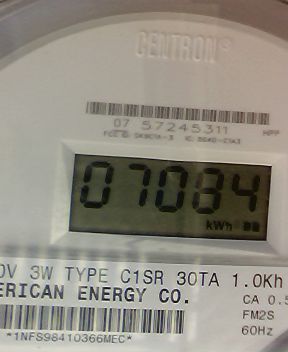 CENTRON®
07 57245311
07084
kWh
0V 3W TYPE C1SR 30TA 1.0Kh
ERICAN ENERGY CO.
CA 0.5
FM2S
60Hz
*1NFS98410366MEC*